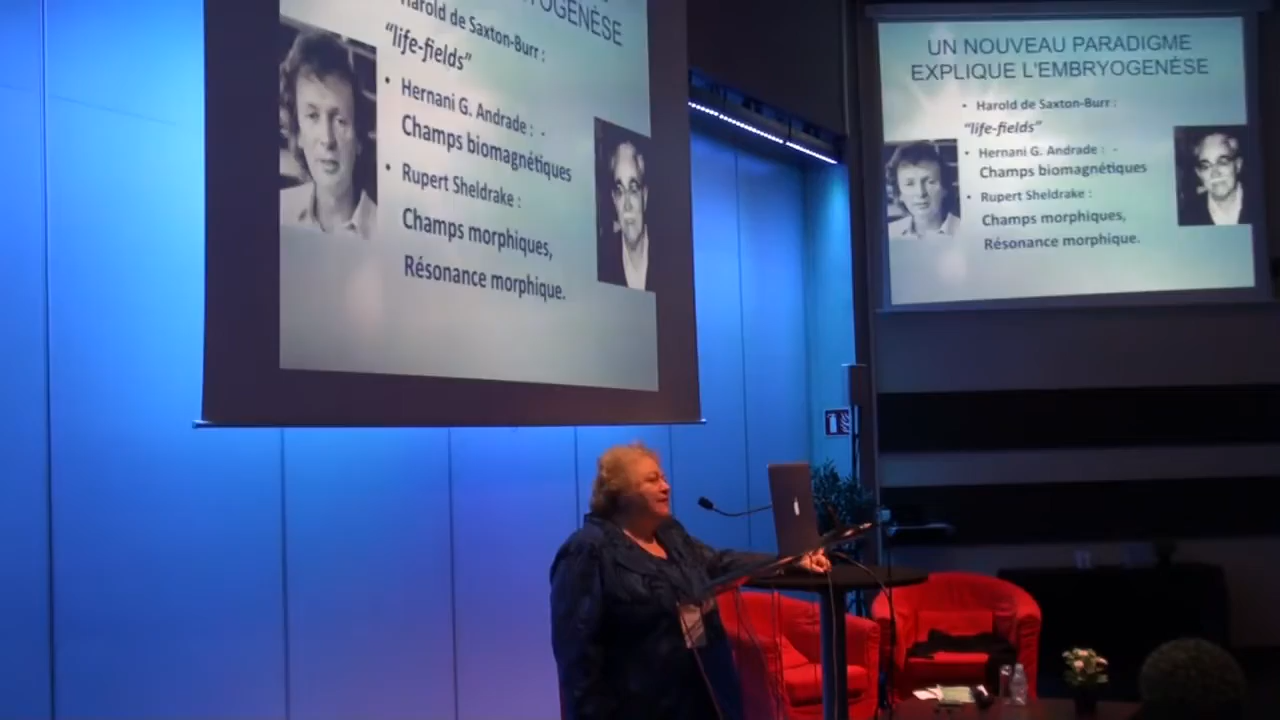 OGENÈSE
Harold de Saxton-Burr :
“life-fields”
• Hernani G. Andrade : -
Champs biomagnétiques
• Rupert Sheldrake :
Champs morphiques,
Résonance morphique.
UN NOUVEAU PARADIGME
EXPLIQUE L'EMBRYOGENÈSE
• Harold de Saxton-Burr :
“life-fields”
• Hernani G. Andrade : -
Champs biomagnétiques
• Rupert Sheldrake :
Champs morphiques,
Résonance morphique.